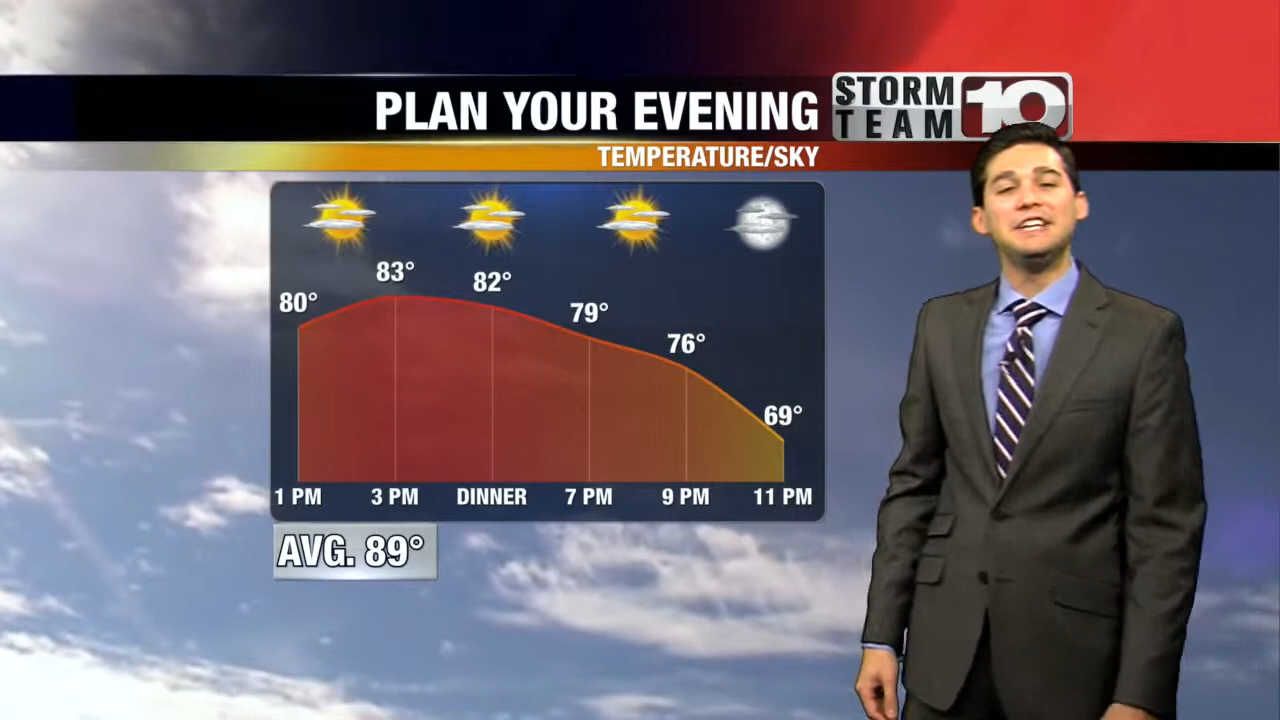 PLAN YOUR EVENING
STORM TEAM 10
TEMPERATURE/SKY
80° 83° 82° 79° 76° 69°
1 PM 3 PM DINNER 7 PM 9 PM 11 PM
AVG. 89°